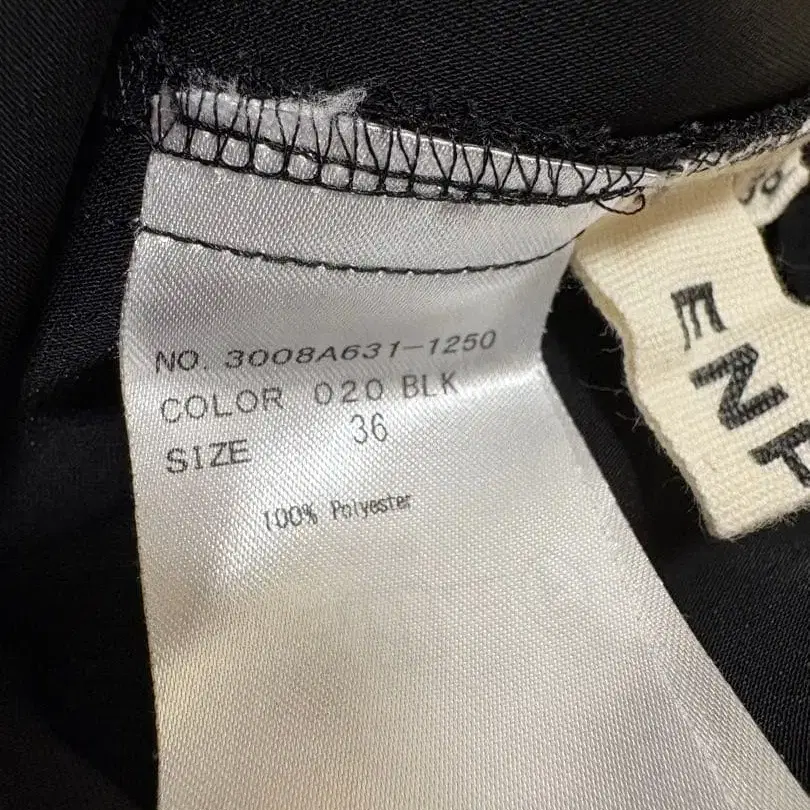 NO. 3008A631-1250
COLOR 020 BLK
SIZE 36
100% Polyester